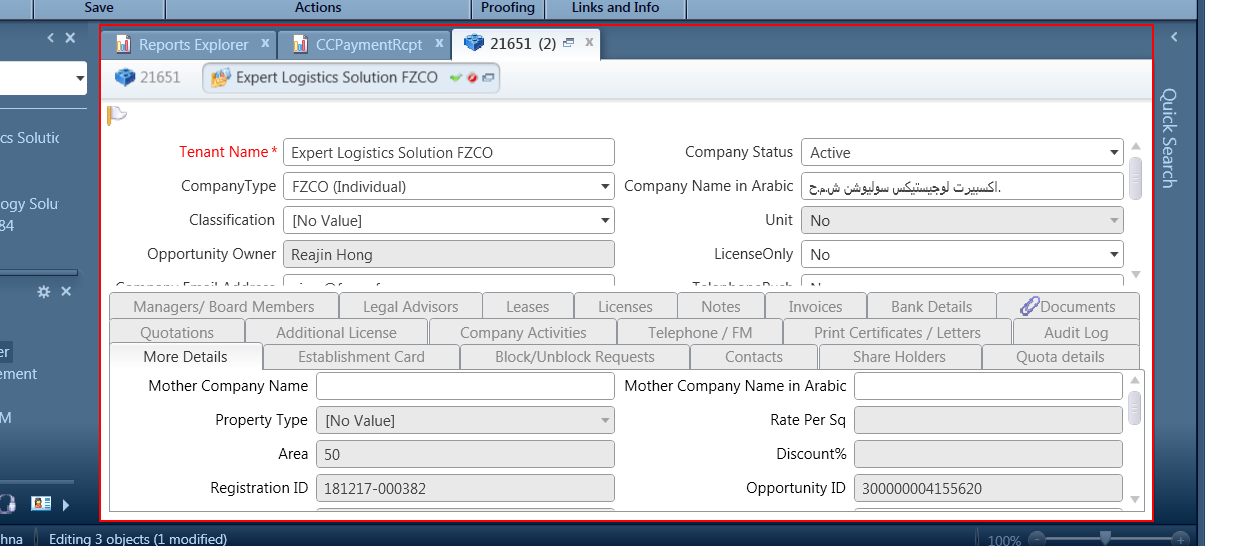 Save Actions Proofing Links and Info
Reports Explorer x CCPaymentRcpt x 21651 (2) x
21651 Expert Logistics Solution FZCO
Quick Search
Tenant Name * Expert Logistics Solution FZCO Company Status Active
CompanyType FZCO (Individual) Company Name in Arabic اكسبيرت لوجيستيكس سوليوشن ش.م.ح.
Classification [No Value] Unit No
Opportunity Owner Reajin Hong LicenseOnly No
Managers/ Board Members Legal Advisors Leases Licenses Notes Invoices Bank Details Documents
Quotations Additional License Company Activities Telephone / FM Print Certificates / Letters Audit Log
More Details Establishment Card Block/Unblock Requests Contacts Share Holders Quota details
Mother Company Name Mother Company Name in Arabic
Property Type [No Value] Rate Per Sq
Area 50 Discount%
Registration ID 181217-000382 Opportunity ID 300000004155620
cs Solutic
ogy Solu
84
er
ement
M
hna Editing 3 objects (1 modified) 100%